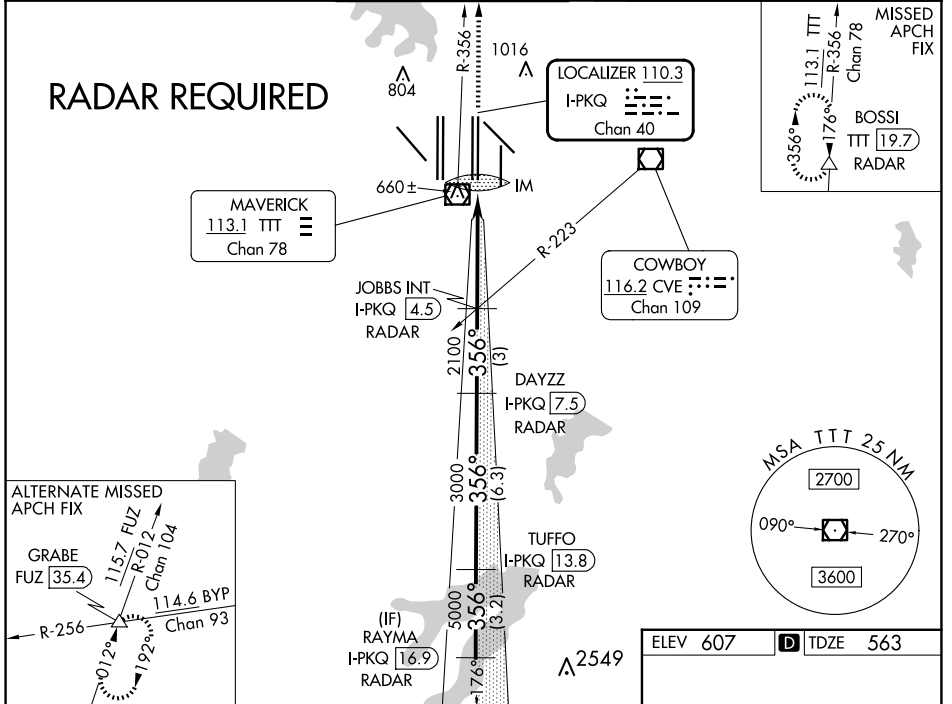 RADAR REQUIRED
804
R-356
1016
LOCALIZER 110.3
I-PKQ
Chan 40
MISSED
APCH
FIX
113.1 TTT
R-356
Chan 78
356°
176°
BOSSI
TTT 19.7
RADAR
660 ±
IM
MAVERICK
113.1 TTT
Chan 78
R-223
COWBOY
116.2 CVE
Chan 109
JOBBS INT
I-PKQ 4.5
RADAR
2100
356°
(3)
DAYZZ
I-PKQ 7.5
RADAR
3000
356°
(6.3)
TUFFO
I-PKQ 13.8
RADAR
5000
356°
(3.2)
(IF)
RAYMA
I-PKQ 16.9
RADAR
176°
2549
MSA TTT 25 NM
2700
090°
270°
3600
ALTERNATE MISSED
APCH FIX
GRABE
FUZ 35.4
115.7 FUZ
R-012
Chan 104
114.6 BYP
Chan 93
R-256
012°
192°
ELEV 607 D TDZE 563